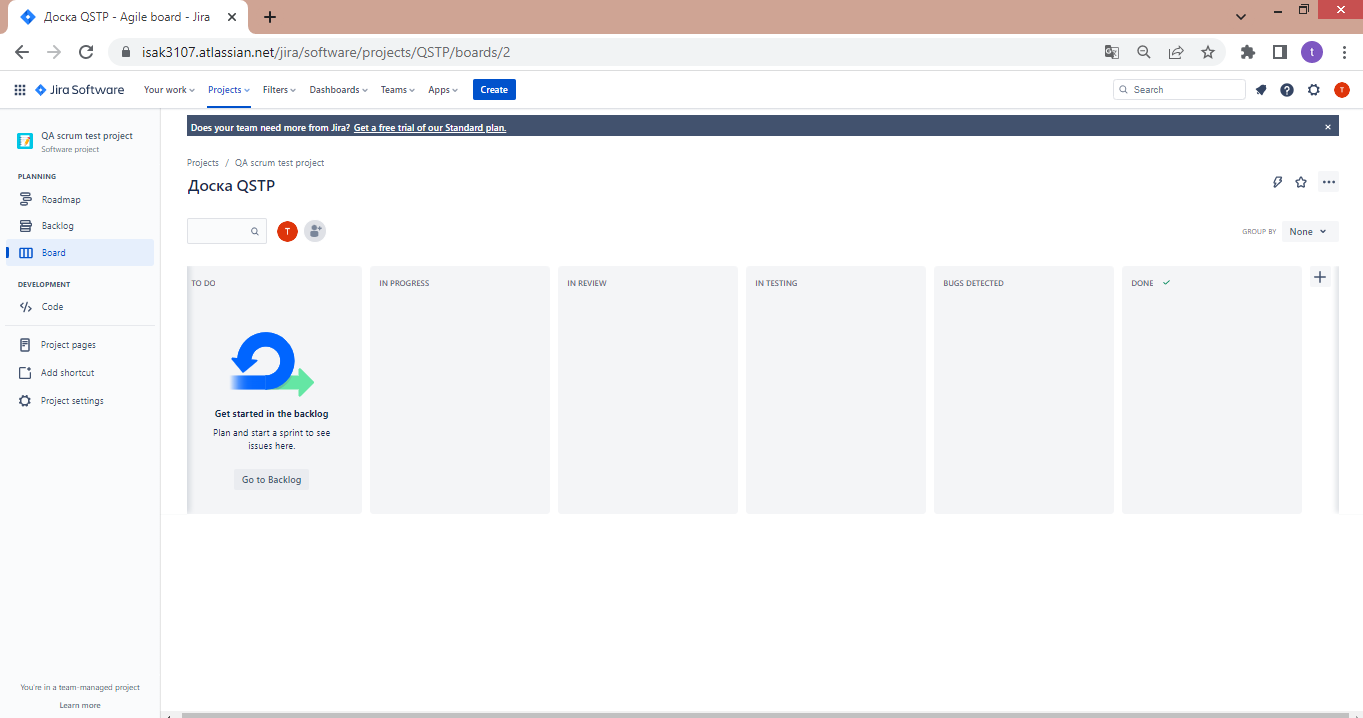 Доска QSTP - Agile board - Jira
isak3107.atlassian.net/jira/software/projects/QSTP/boards/2
t
Jira Software
Your work
Projects
Filters
Dashboards
Teams
Apps
Create
Search
T
QA scrum test project
Software project
PLANNING
Roadmap
Backlog
Board
DEVELOPMENT
Code
Project pages
Add shortcut
Project settings
You're in a team-managed project
Learn more
Does your team need more from Jira? Get a free trial of our Standard plan.
Projects / QA scrum test project
Доска QSTP
T
GROUP BY
None
TO DO
IN PROGRESS
IN REVIEW
IN TESTING
BUGS DETECTED
DONE
Get started in the backlog
Plan and start a sprint to see
issues here.
Go to Backlog